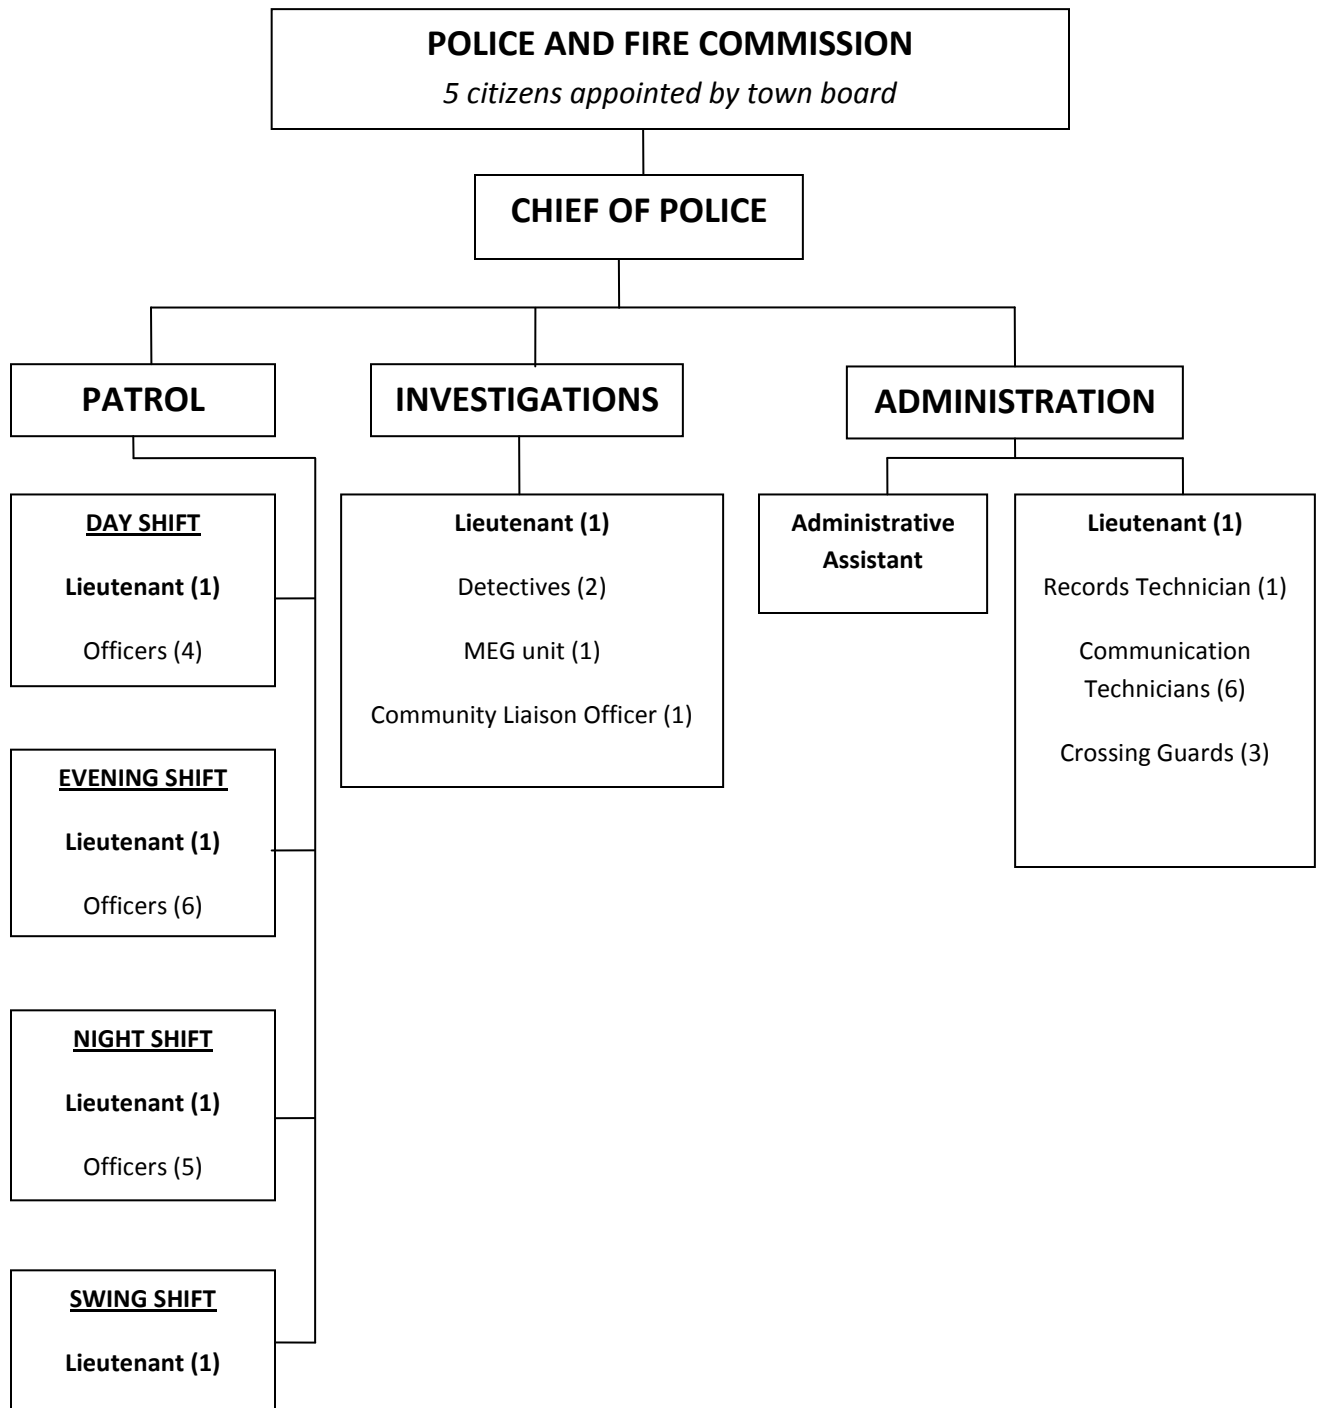 POLICE AND FIRE COMMISSION
5 citizens appointed by town board
CHIEF OF POLICE
PATROL
INVESTIGATIONS
ADMINISTRATION
DAY SHIFT
Lieutenant (1)
Officers (4)
EVENING SHIFT
Lieutenant (1)
Officers (6)
NIGHT SHIFT
Lieutenant (1)
Officers (5)
SWING SHIFT
Lieutenant (1)
Lieutenant (1)
Detectives (2)
MEG unit (1)
Community Liaison Officer (1)
Administrative
Assistant
Lieutenant (1)
Records Technician (1)
Communication
Technicians (6)
Crossing Guards (3)